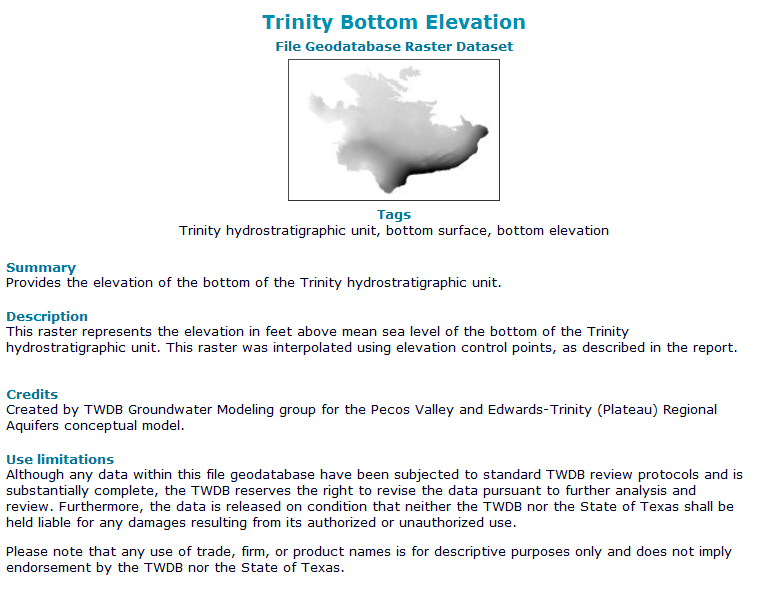 Trinity Bottom Elevation
File Geodatabase Raster Dataset
Tags
Trinity hydrostratigraphic unit, bottom surface, bottom elevation
Summary
Provides the elevation of the bottom of the Trinity hydrostratigraphic unit.
Description
This raster represents the elevation in feet above mean sea level of the bottom of the Trinity
hydrostratigraphic unit. This raster was interpolated using elevation control points, as described in the report.
Credits
Created by TWDB Groundwater Modeling group for the Pecos Valley and Edwards-Trinity (Plateau) Regional
Aquifers conceptual model.
Use limitations
Although any data within this file geodatabase have been subjected to standard TWDB review protocols and is
substantially complete, the TWDB reserves the right to revise the data pursuant to further analysis and
review. Furthermore, the data is released on condition that neither the TWDB nor the State of Texas shall be
held liable for any damages resulting from its authorized or unauthorized use.
Please note that any use of trade, firm, or product names is for descriptive purposes only and does not imply
endorsement by the TWDB nor the State of Texas.